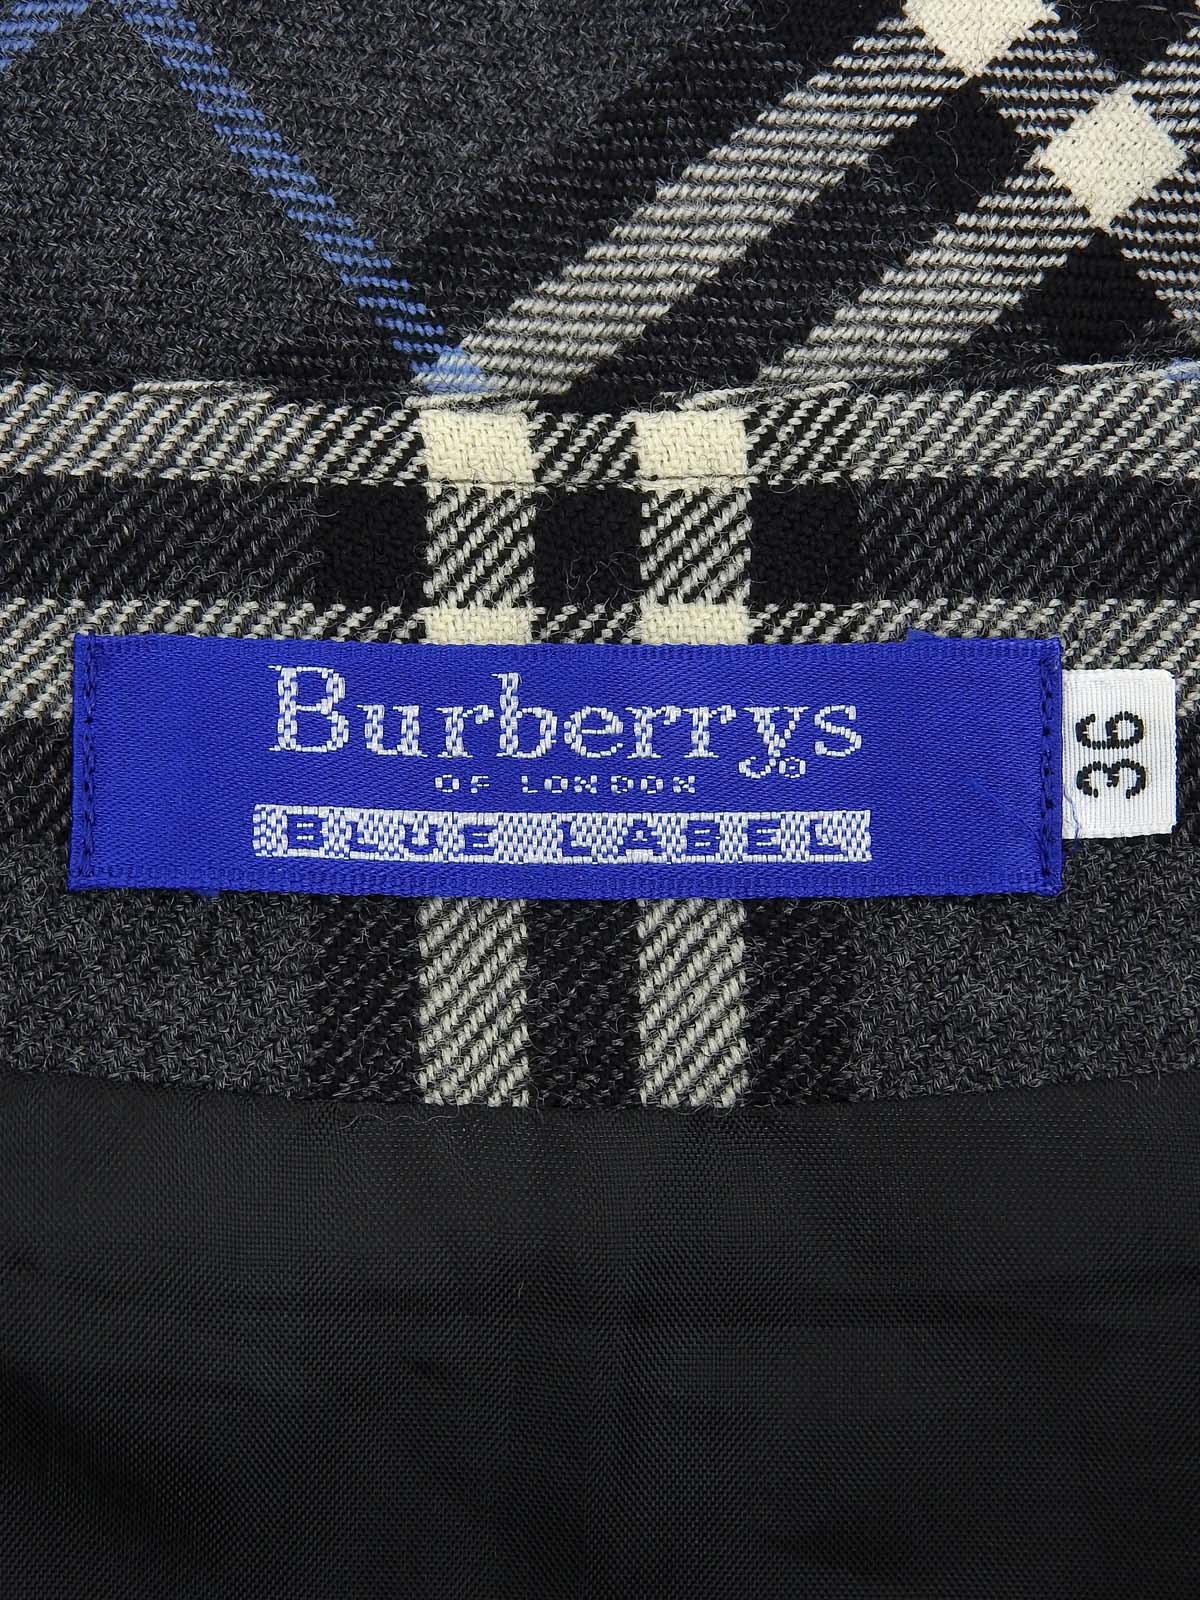 Burberrys®
OF LONDON
BLUE LABEL
36